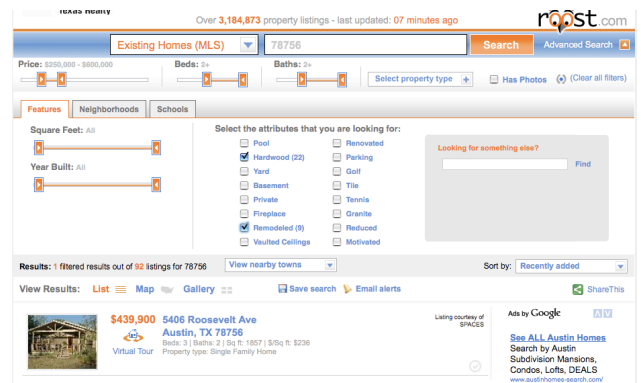 Texas Realty
Over 3,184,873 property listings - last updated: 07 minutes ago
roost.com
Existing Homes (MLS)
78756
Search
Advanced Search
Price: $250,000 - $600,000
Beds: 2+
Baths: 2+
Select property type +
Has Photos
(Clear all filters)
Features
Neighborhoods
Schools
Square Feet: All
Year Built: All
Select the attributes that you are looking for:
Pool
Hardwood (22)
Yard
Basement
Private
Fireplace
Remodeled (9)
Vaulted Ceilings
Renovated
Parking
Golf
Tile
Tennis
Granite
Reduced
Motivated
Looking for something else?
Find
Results: 1 filtered results out of 92 listings for 78756
View nearby towns
Sort by: Recently added
View Results: List Map Gallery
Save search
Email alerts
ShareThis
$439,900
Virtual Tour
5406 Roosevelt Ave
Austin, TX 78756
Beds: 3 | Baths: 2 | Sq ft: 1857 | $/Sq ft: $236
Property type: Single Family Home
Listing courtesy of
SPACES
Ads by Google
See ALL Austin Homes
Search by Austin
Subdivision Mansions,
Condos, Lofts, DEALS
www.austinhomes-search.com/